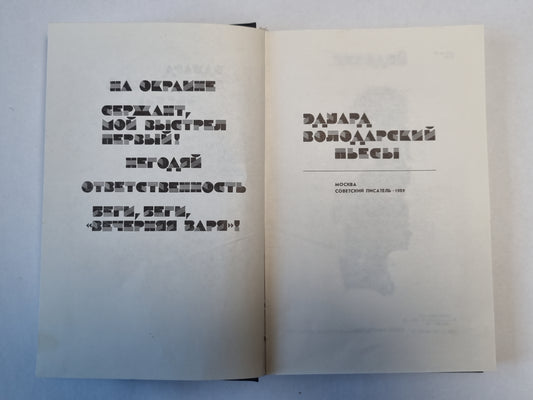 НА ОКРАИНЕ
СЕРЖАНТ,
МОЙ ВЫСТРЕЛ
ПЕРВЫЙ!
НЕГОДЯЙ
ОТВЕТСТВЕННОСТЬ
БЕГИ, БЕГИ,
«ВЕЧЕРНЯЯ ЗАРЯ»!
ЭДУАРД
ВОЛОДАРСКИЙ
ПЬЕСЫ
МОСКВА
СОВЕТСКИЙ ПИСАТЕЛЬ · 1989